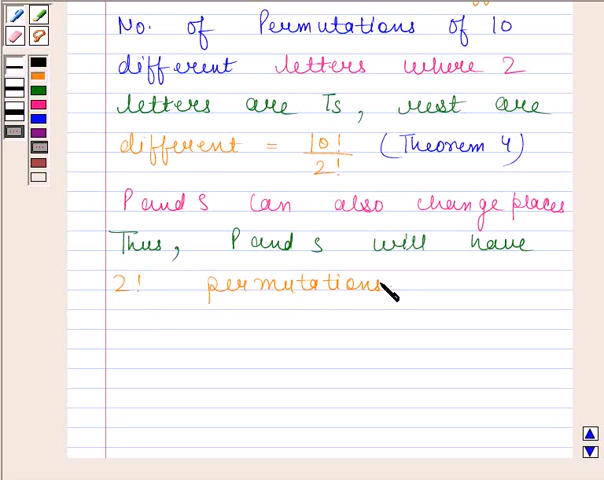 No. of Permutations of 10
different letters where 2
letters are Ts, rest are
different = 10!/2! (Theorem 4)
P and S can also change places
Thus, P and S will have
2! permutations